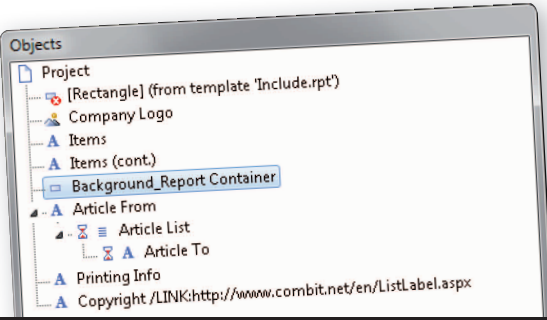 Objects
Project
[Rectangle] (from template 'Include.rpt')
Company Logo
Items
Items (cont.)
Background_Report Container
Article From
Article List
Article To
Printing Info
Copyright /LINK:http://www.combit.net/en/ListLabel.aspx